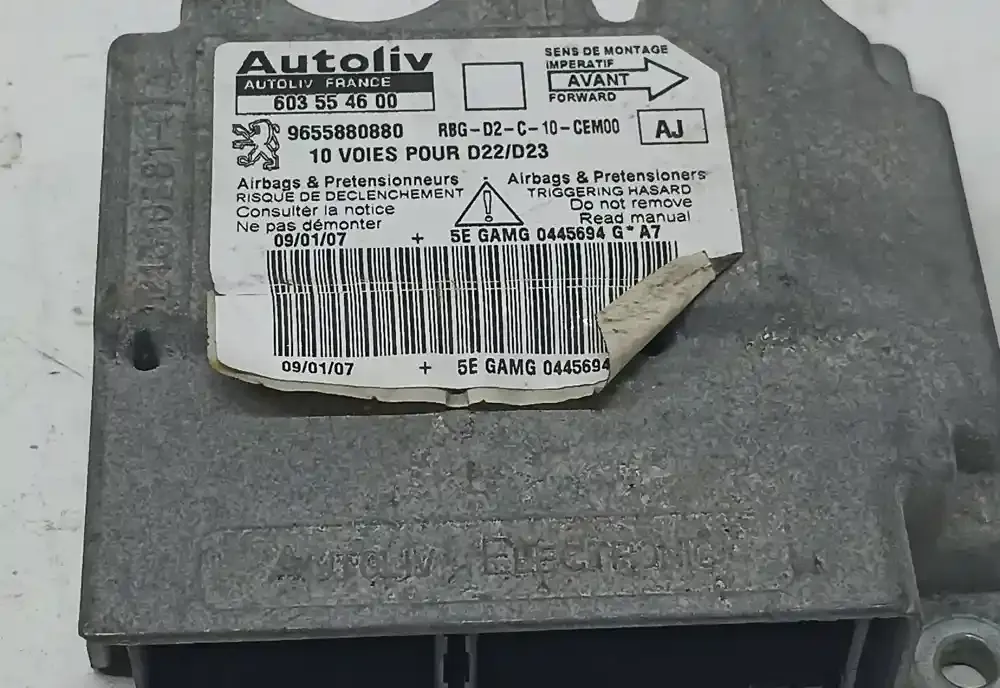 Autoliv
AUTOLIV FRANCE
603 55 46 00
SENS DE MONTAGE
IMPERATIF
AVANT
FORWARD
9655880880 RBG-D2-C-10-CEM00 AJ
10 VOIES POUR D22/D23
Airbags & Pretensionneurs
RISQUE DE DECLENCHEMENT
Consulter la notice
Ne pas démonter
Airbags & Pretensioners
TRIGGERING HASARD
Do not remove
Read manual
09/01/07 + 5E GAMG 0445694 G*A7
09/01/07 + 5E GAMG 0445694
AUTOLIV ELECTRONIC